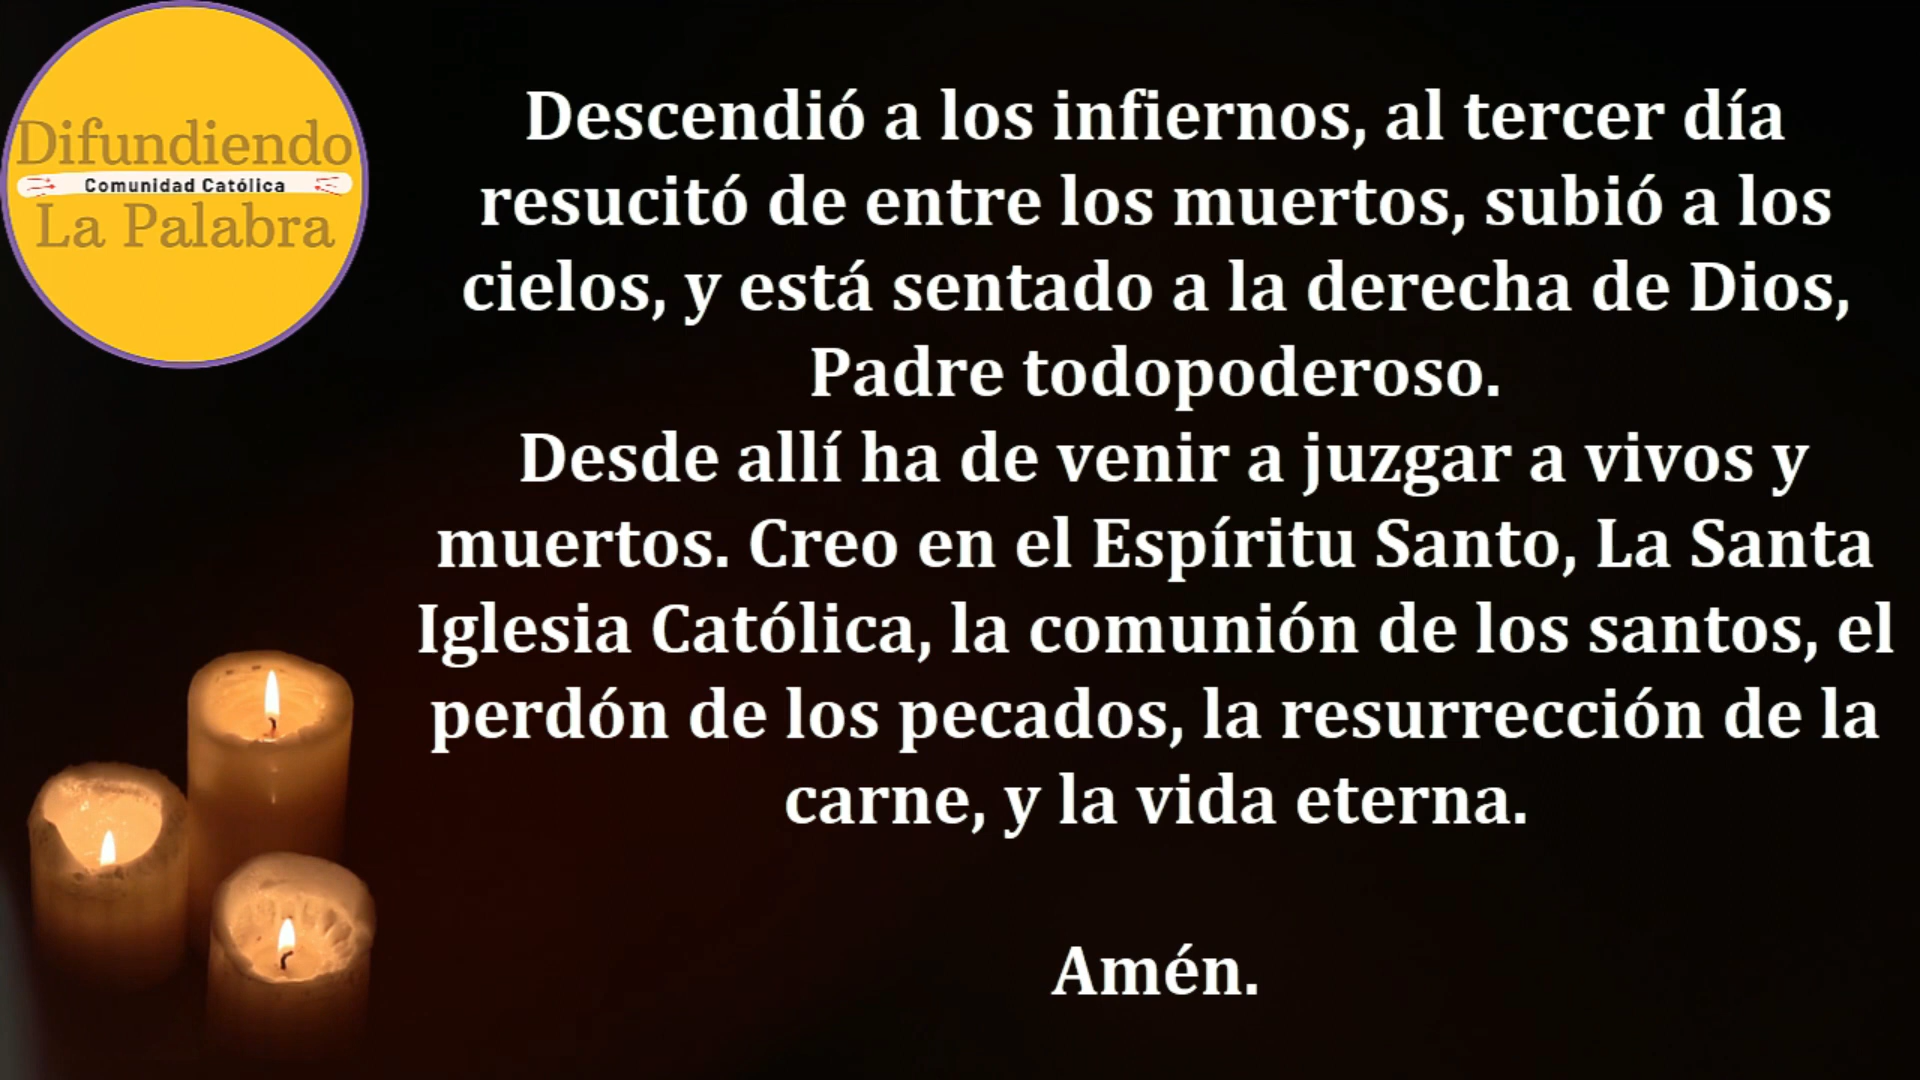 Difundiendo
Comunidad Católica
La Palabra
Descendió a los infiernos, al tercer día
resucitó de entre los muertos, subió a los
cielos, y está sentado a la derecha de Dios,
Padre todopoderoso.
Desde allí ha de venir a juzgar a vivos y
muertos. Creo en el Espíritu Santo, La Santa
Iglesia Católica, la comunión de los santos, el
perdón de los pecados, la resurrección de la
carne, y la vida eterna.
Amén.